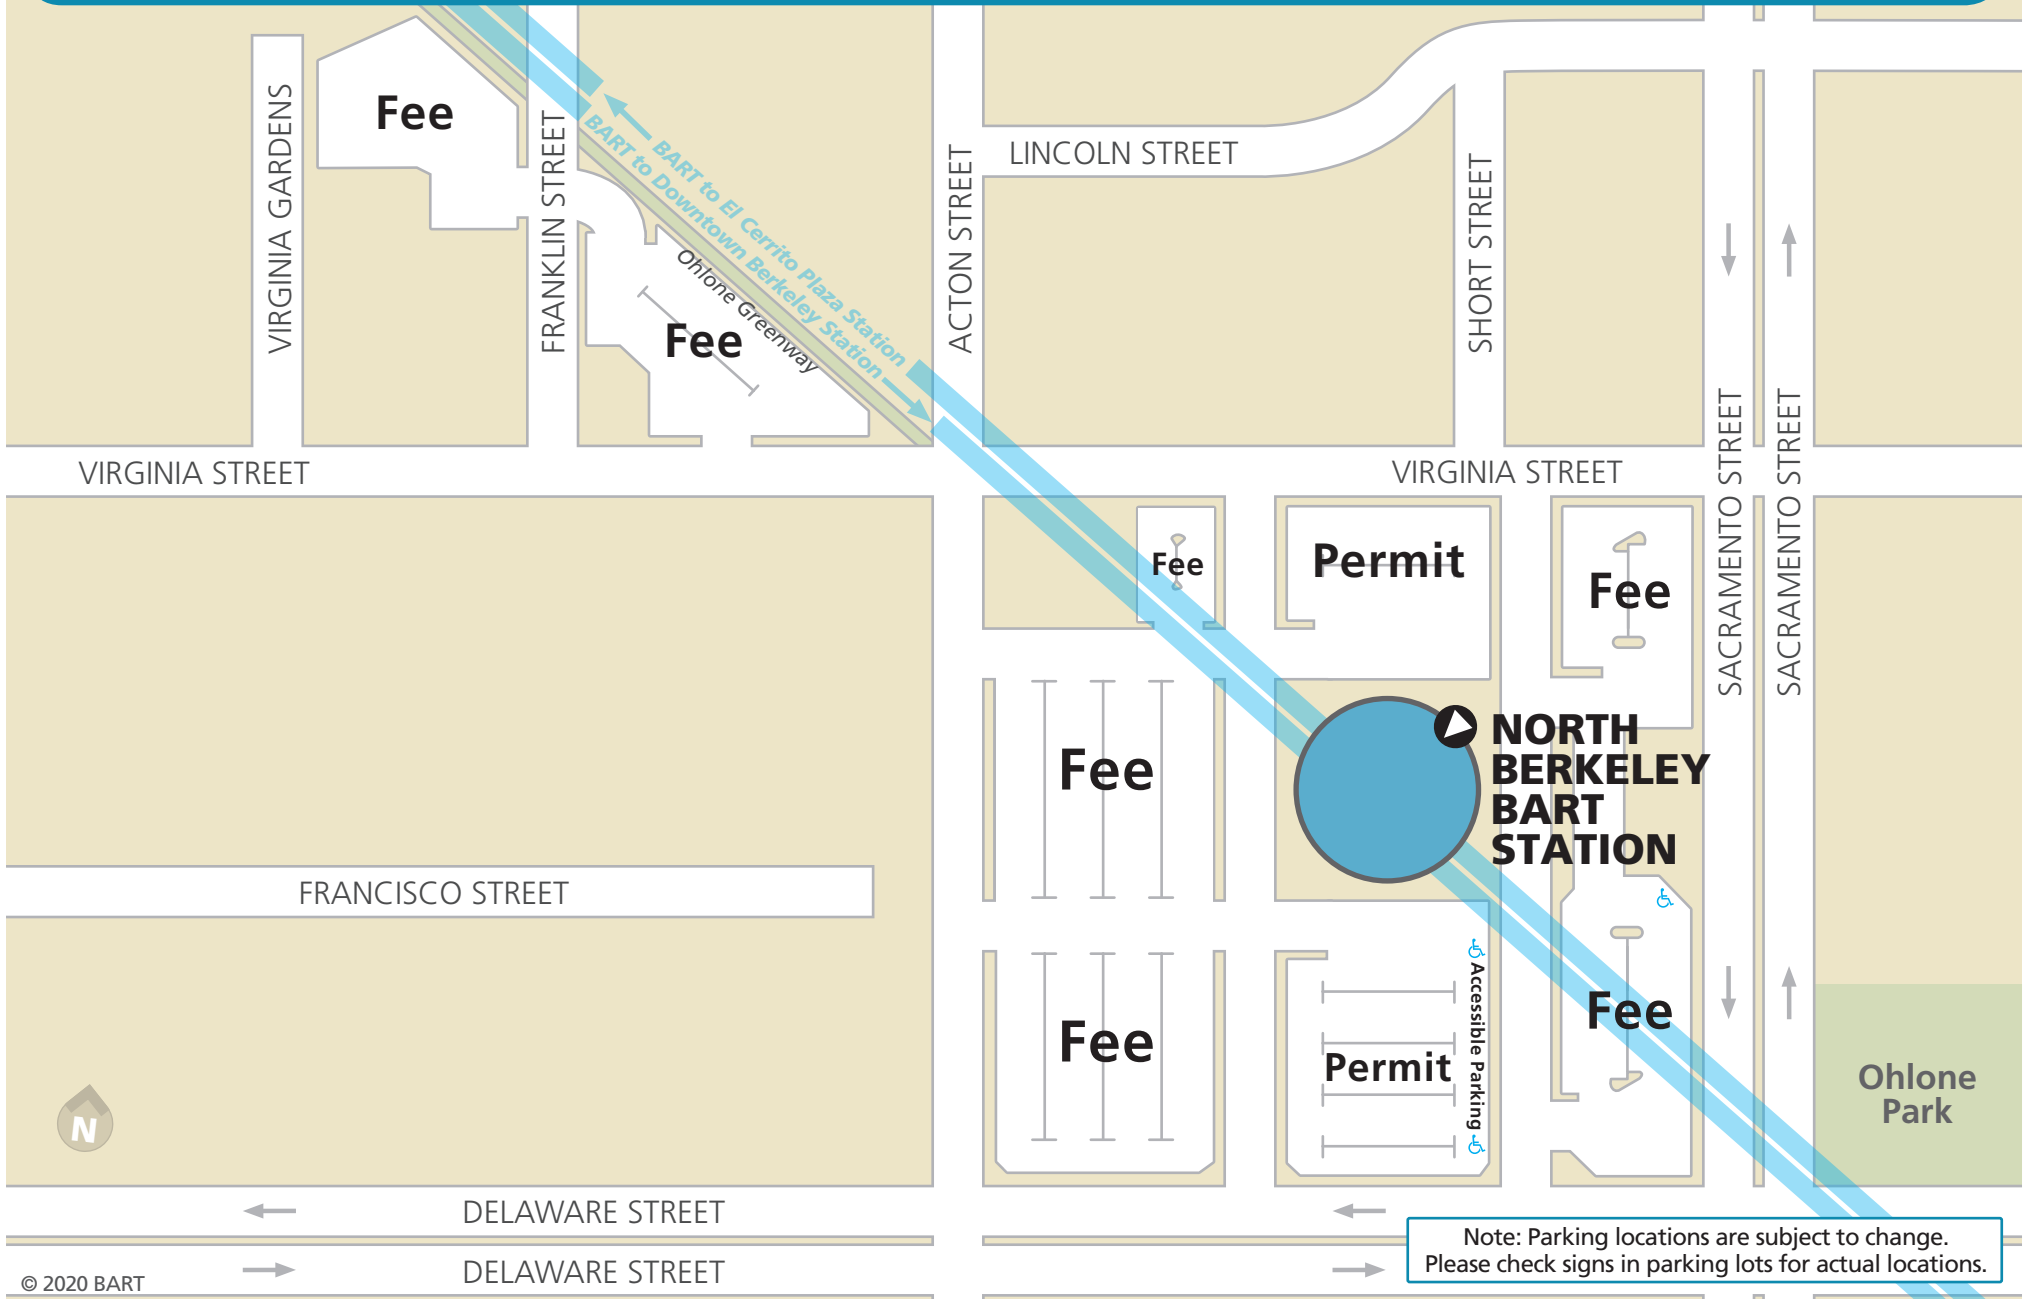 Fee
VIRGINIA GARDENS
FRANKLIN STREET
BART to El Cerrito Plaza Station
BART to Downtown Berkeley Station
Ohlone Greenway
Fee
ACTON STREET
LINCOLN STREET
SHORT STREET
SACRAMENTO STREET
SACRAMENTO STREET
VIRGINIA STREET
VIRGINIA STREET
Fee
Permit
Fee
NORTH
BERKELEY
BART
STATION
Fee
FRANCISCO STREET
Fee
Accessible Parking
Permit
Fee
Ohlone
Park
N
DELAWARE STREET
DELAWARE STREET
Note: Parking locations are subject to change.
Please check signs in parking lots for actual locations.
© 2020 BART